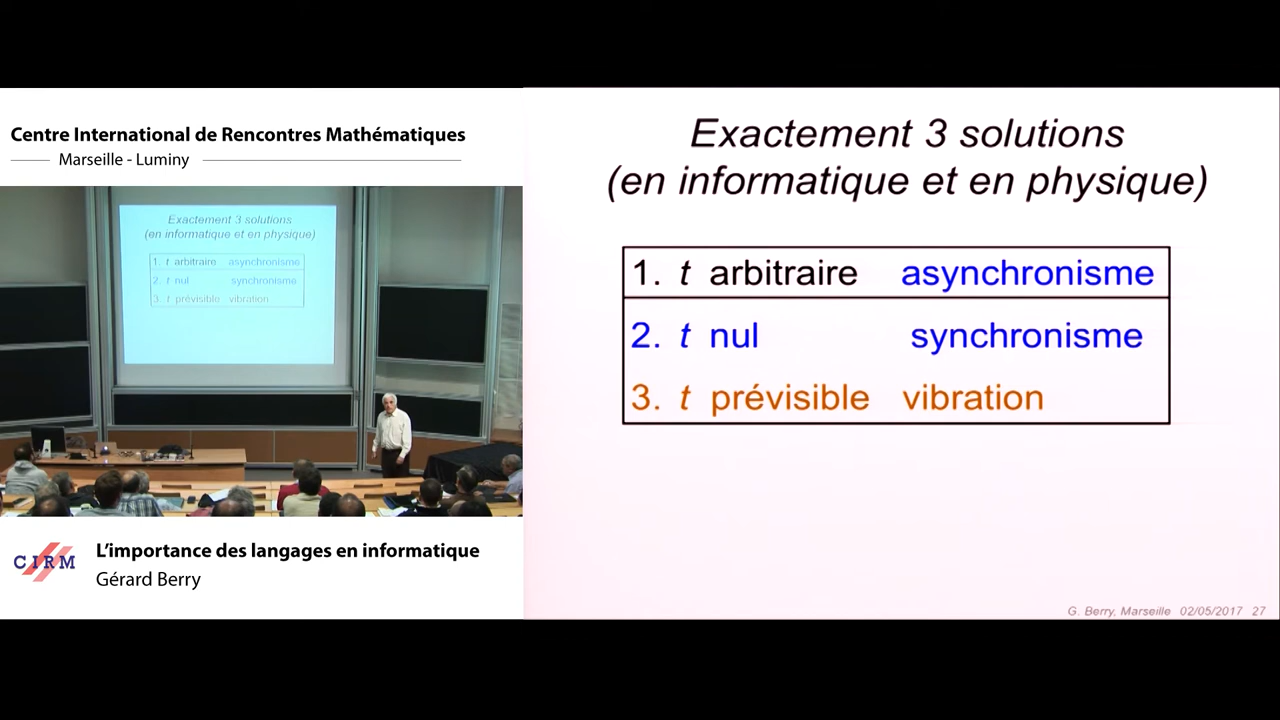 Centre International de Rencontres Mathématiques
Marseille - Luminy
Exactement 3 solutions
(en informatique et en physique)
1. t arbitraire asynchronisme
2. t nul synchronisme
3. t prévisible vibration
CIRM
L'importance des langages en informatique
Gérard Berry
Exactement 3 solutions
(en informatique et en physique)
1. t arbitraire asynchronisme
2. t nul synchronisme
3. t prévisible vibration
G. Berry, Marseille 02/05/2017 27